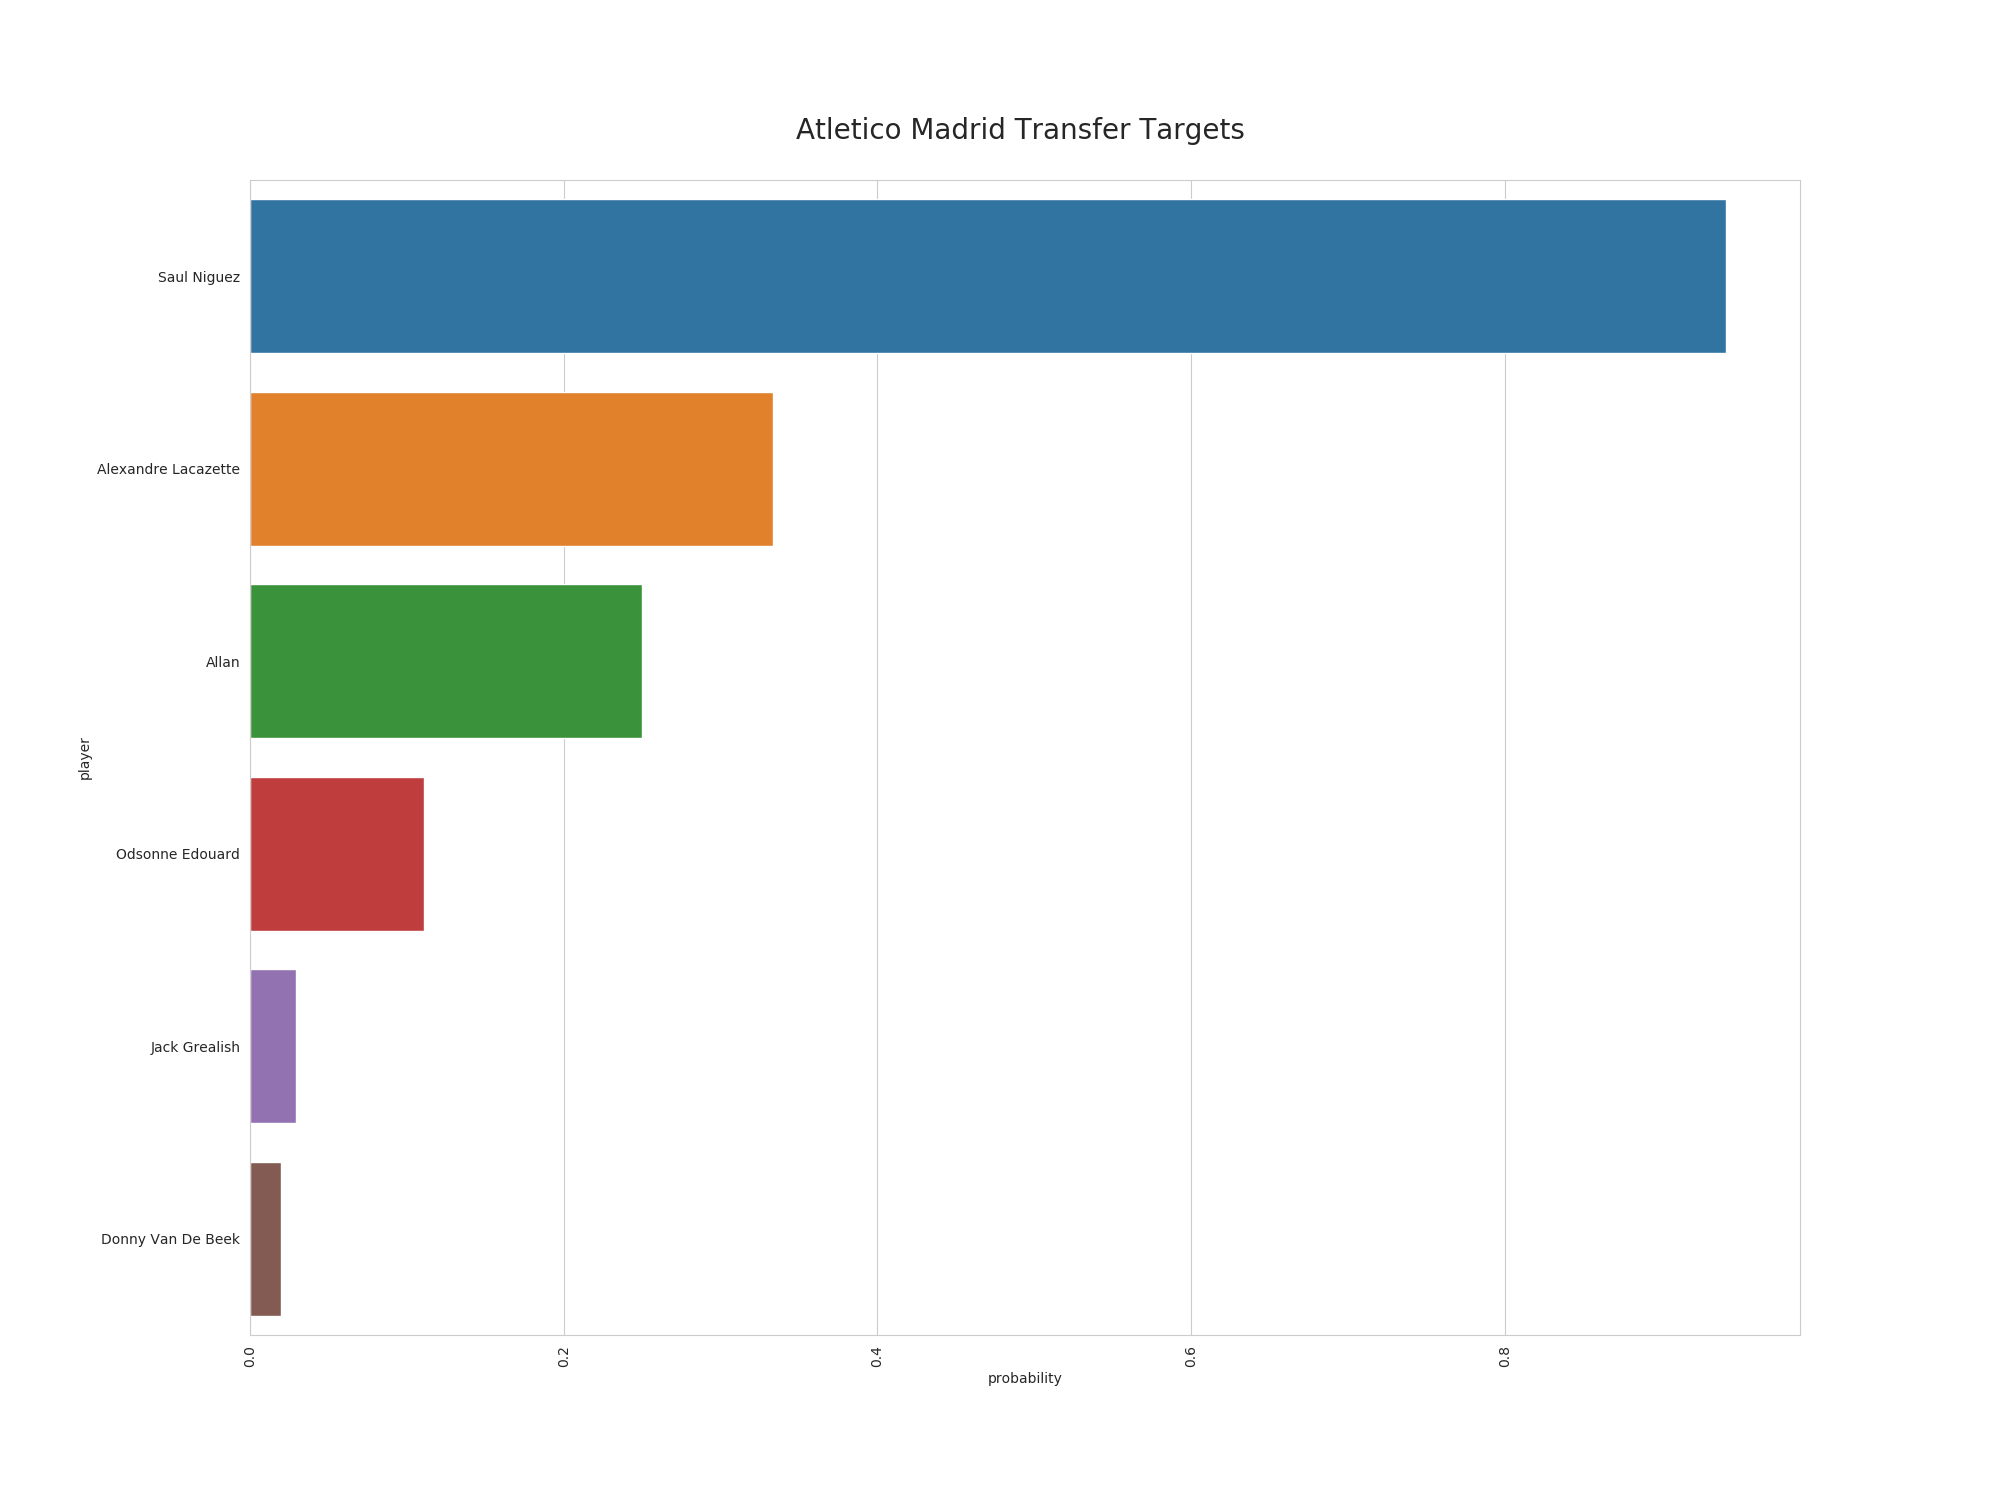 Atletico Madrid Transfer Targets
Saul Niguez
Alexandre Lacazette
Allan
Odsonne Edouard
Jack Grealish
Donny Van De Beek
player
0.0
0.2
0.4
0.6
0.8
probability